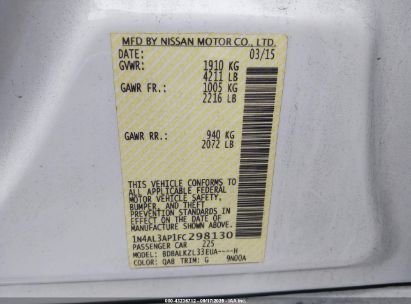 MFD BY NISSAN MOTOR CO., LTD.
DATE: 03/15
GVWR: 1910 KG
4211 LB
GAWR FR.: 1005 KG
2216 LB
GAWR RR.: 940 KG
2072 LB
THIS VEHICLE CONFORMS TO
ALL APPLICABLE FEDERAL
MOTOR VEHICLE SAFETY,
BUMPER, AND THEFT
PREVENTION STANDARDS IN
EFFECT ON THE DATE OF
MANUFACTURE SHOWN ABOVE.
1N4AL3AP1FC298130
PASSENGER CAR 225
MODEL: BDBALKZL33EUA----H
COLOR: QAB TRIM: G 9N00A